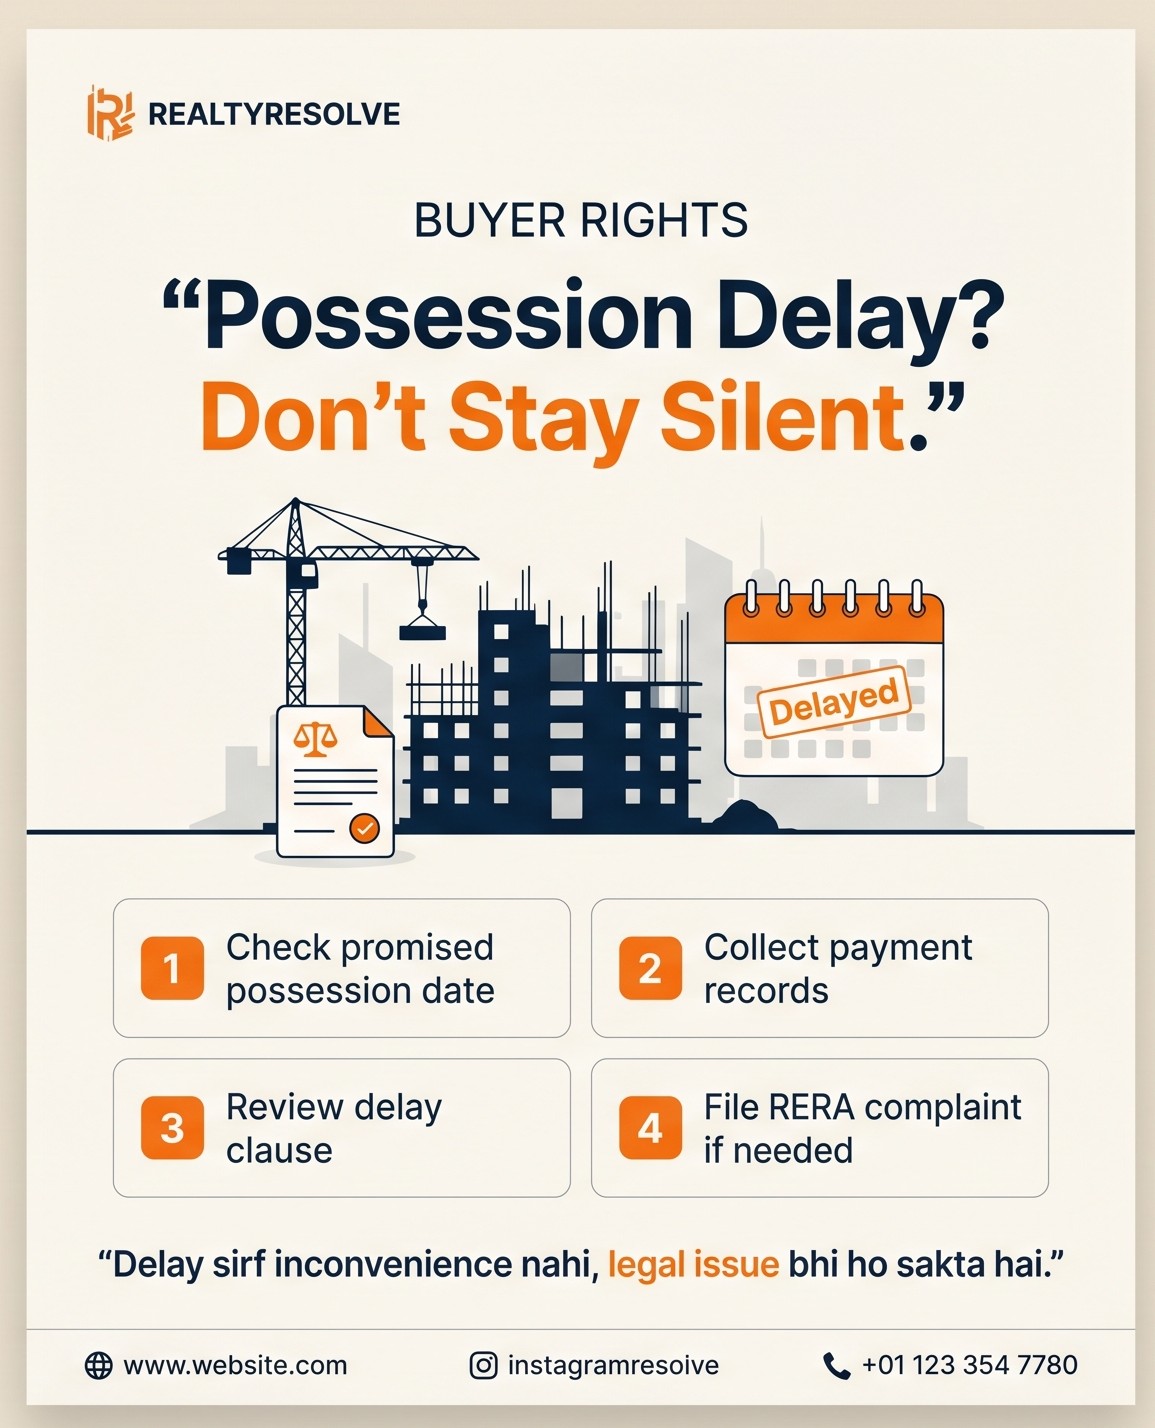 REALTYRESOLVE
BUYER RIGHTS
“Possession Delay?
Don’t Stay Silent.”
Delayed
1
Check promised
possession date
2
Collect payment
records
3
Review delay
clause
4
File RERA complaint
if needed
“Delay sirf inconvenience nahi, legal issue bhi ho sakta hai.”
www.website.com
instagramresoive
+01 123 354 7780